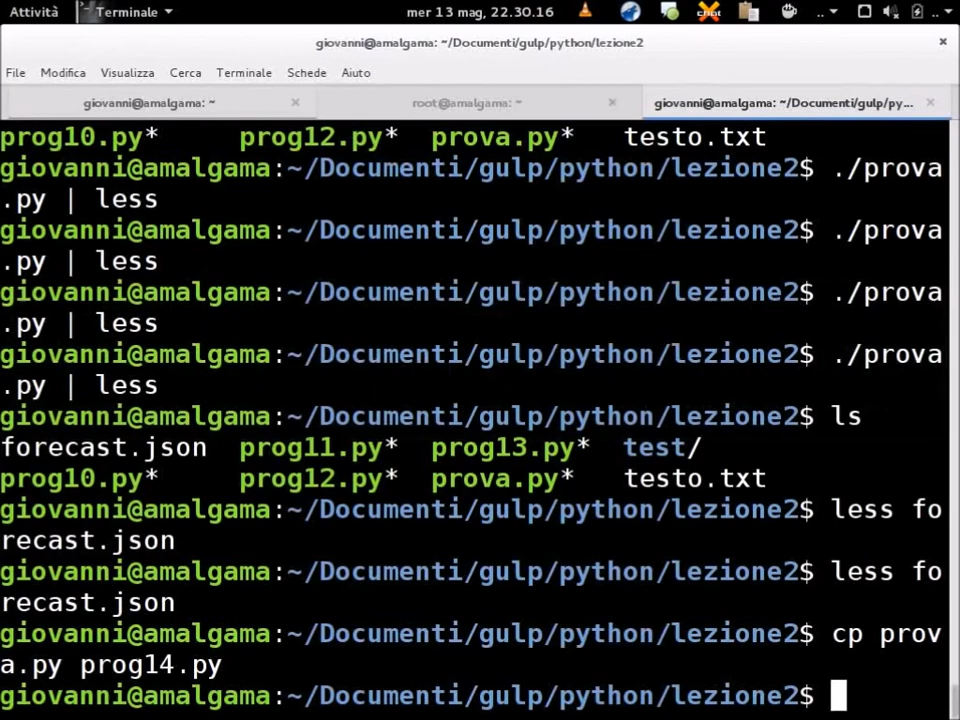 Attività Terminale mer 13 mag, 22.30.16 chat
giovanni@amalgama: ~/Documenti/gulp/python/lezione2
File Modifica Visualizza Cerca Terminale Schede Aiuto
giovanni@amalgama: ~ root@amalgama: ~ giovanni@amalgama: ~/Documenti/gulp/py...
prog10.py* prog12.py* prova.py* testo.txt
giovanni@amalgama:~/Documenti/gulp/python/lezione2$ ./prova
.py | less
giovanni@amalgama:~/Documenti/gulp/python/lezione2$ ./prova
.py | less
giovanni@amalgama:~/Documenti/gulp/python/lezione2$ ./prova
.py | less
giovanni@amalgama:~/Documenti/gulp/python/lezione2$ ./prova
.py | less
giovanni@amalgama:~/Documenti/gulp/python/lezione2$ ls
forecast.json prog11.py* prog13.py* test/
prog10.py* prog12.py* prova.py* testo.txt
giovanni@amalgama:~/Documenti/gulp/python/lezione2$ less fo
recast.json
giovanni@amalgama:~/Documenti/gulp/python/lezione2$ less fo
recast.json
giovanni@amalgama:~/Documenti/gulp/python/lezione2$ cp prov
a.py prog14.py
giovanni@amalgama:~/Documenti/gulp/python/lezione2$